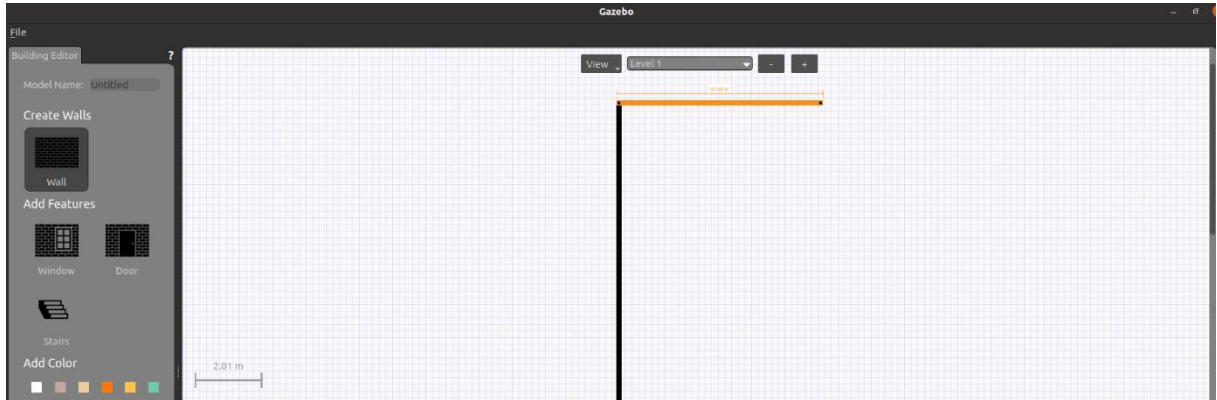 Gazebo
File
Building Editor
?
View
Level 1
-
+
Model Name: Untitled
Create Walls
Wall
Add Features
Window
Door
Stairs
Add Color
2.01 m